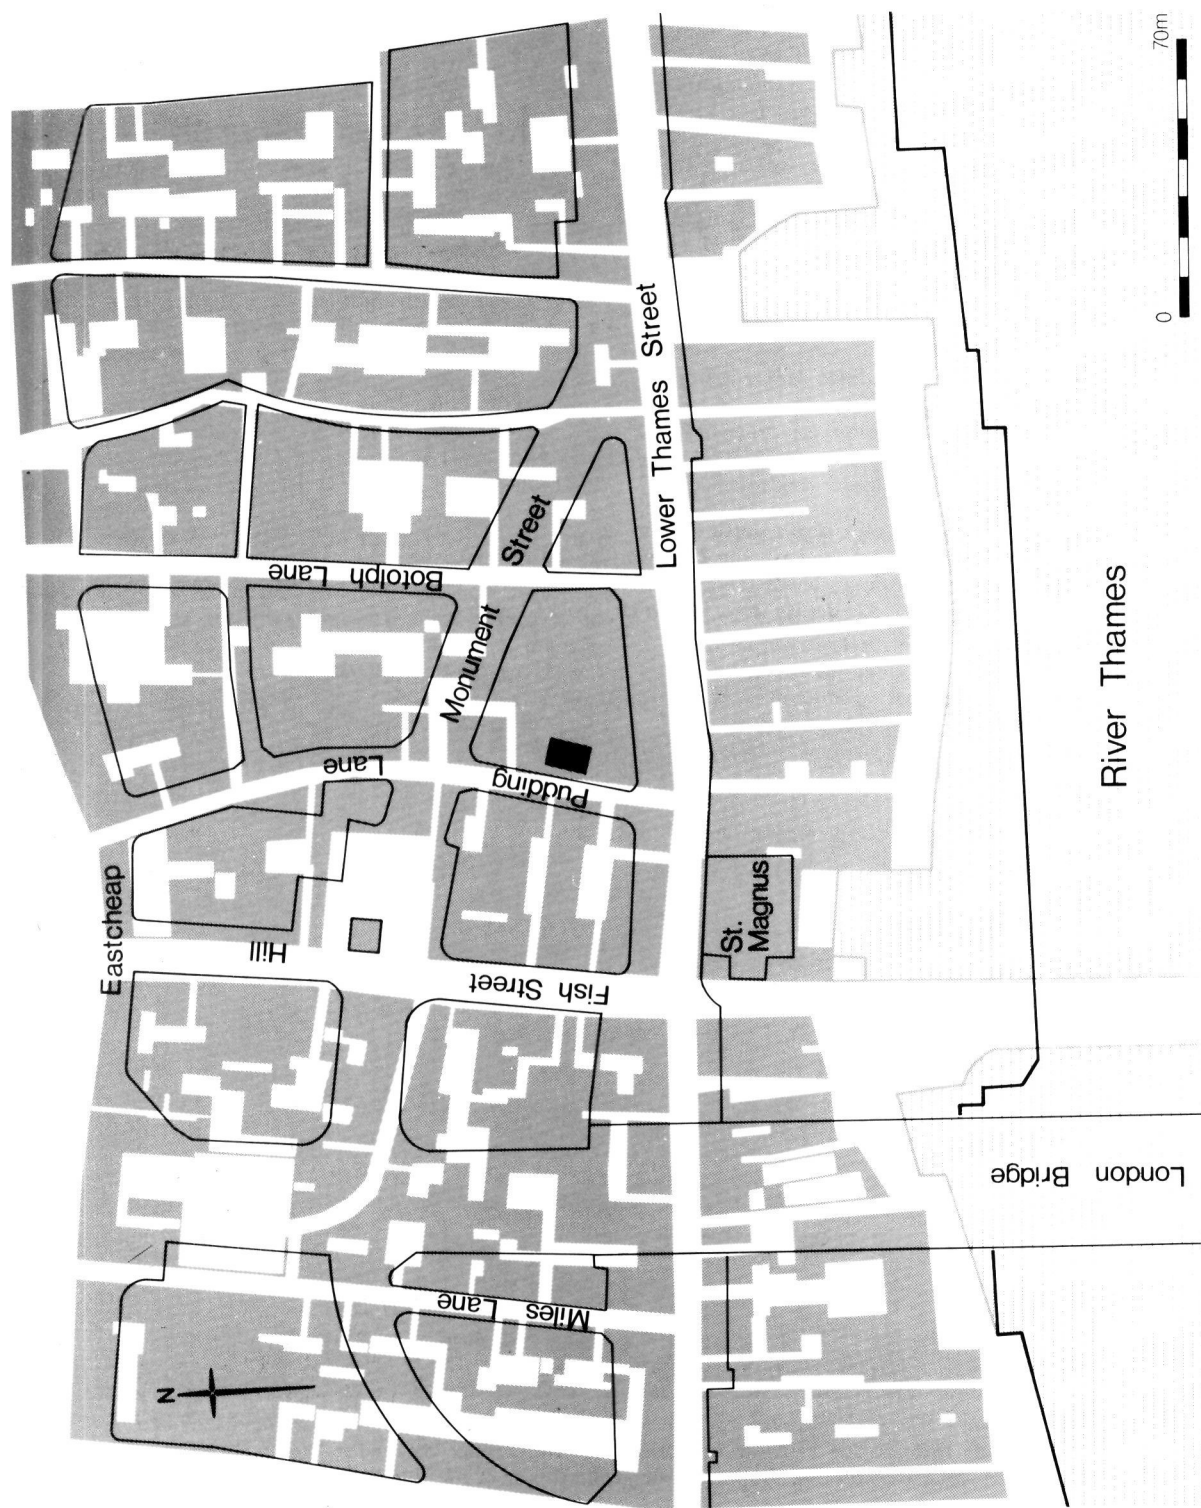 Eastcheap
Lower Thames Street
Monument
Street
Botolph Lane
Pudding
Lane
Fish Street
Hill
Miles Lane
St.
Magnus
River Thames
London
Bridge
N
0
70m